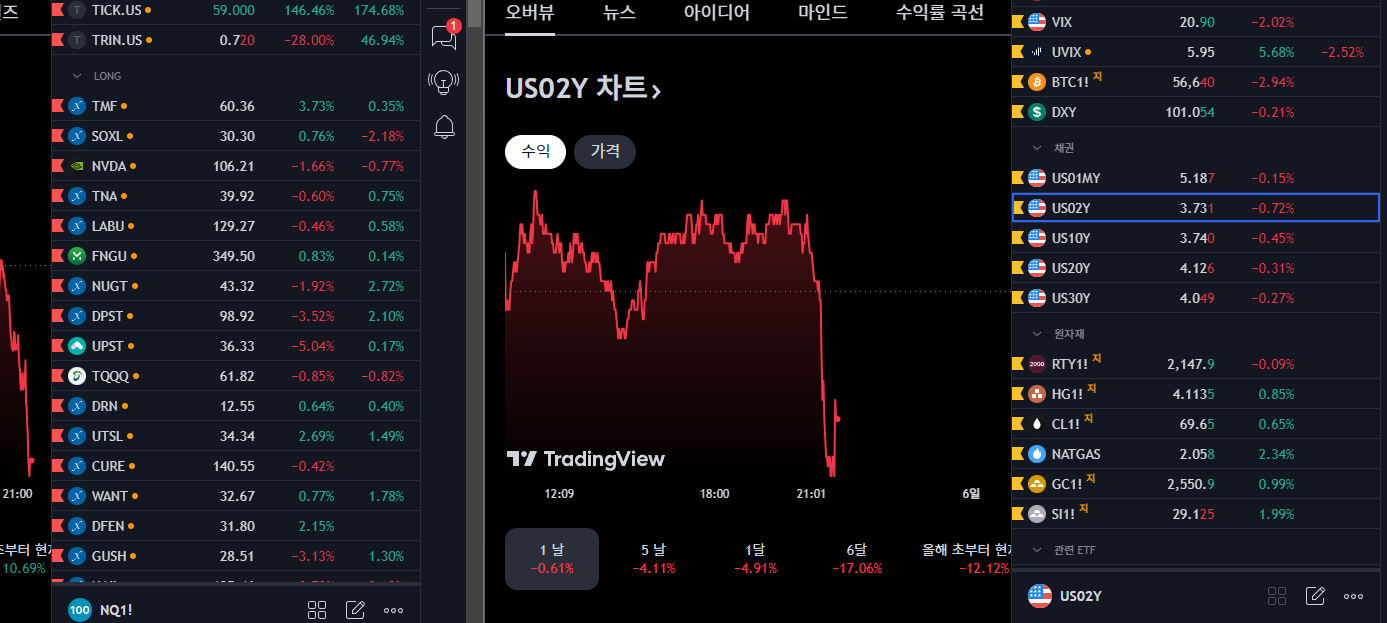 즈
21:00
초부터 현재
10.69%
T TICK.US 59.000 146.46% 174.68%
T TRIN.US 0.720 −28.00% 46.94%
LONG
TMF 60.36 3.73% 0.35%
SOXL 30.30 0.76% −2.18%
NVDA 106.21 −1.66% −0.77%
TNA 39.92 −0.60% 0.75%
LABU 129.27 −0.46% 0.58%
FNGU 349.50 0.83% 0.14%
NUGT 43.32 −1.92% 2.72%
DPST 98.92 −3.52% 2.10%
UPST 36.33 −5.04% 0.17%
TQQQ 61.82 −0.85% −0.82%
DRN 12.55 0.64% 0.40%
UTSL 34.34 2.69% 1.49%
CURE 140.55 −0.42%
WANT 32.67 0.77% 1.78%
DFEN 31.80 2.15%
GUSH 28.51 −3.13% 1.30%
100 NQ1!
1
오버뷰 뉴스 아이디어 마인드 수익률 곡선
US02Y 차트 ›
수익 가격
TradingView
12:09 18:00 21:01 6일
1 날 5 날 1달 6달 올해 초부터 현재
−0.61% −4.11% −4.91% −17.06% −12.12%
VIX 20.90 −2.02%
UVIX 5.95 5.68% −2.52%
BTC1! 지 56,640 −2.94%
DXY 101.054 −0.21%
채권
US01MY 5.187 −0.15%
US02Y 3.731 −0.72%
US10Y 3.740 −0.45%
US20Y 4.126 −0.31%
US30Y 4.049 −0.27%
원자재
2000 RTY1! 지 2,147.9 −0.09%
HG1! 지 4.1135 0.85%
CL1! 지 69.65 0.65%
NATGAS 2.058 2.34%
GC1! 지 2,550.9 0.99%
SI1! 지 29.125 1.99%
관련 ETF
US02Y